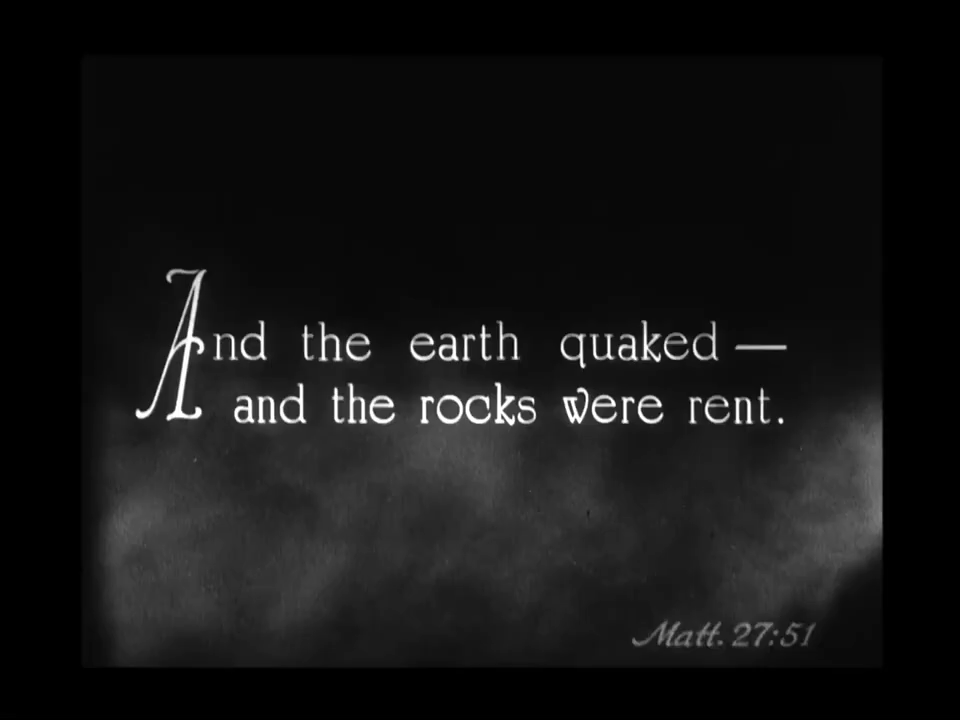 And the earth quaked —
and the rocks were rent.
Matt. 27:51